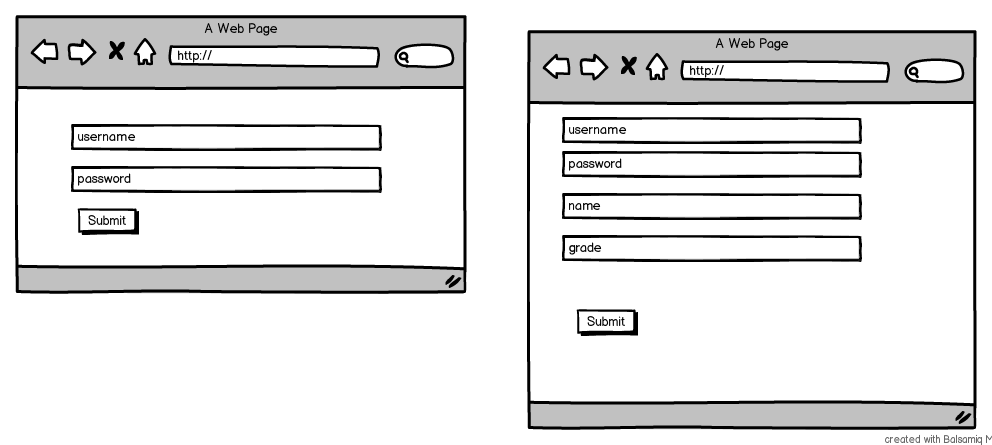 A Web Page
http://
username
password
Submit
A Web Page
http://
username
password
name
grade
Submit
created with Balsamiq M